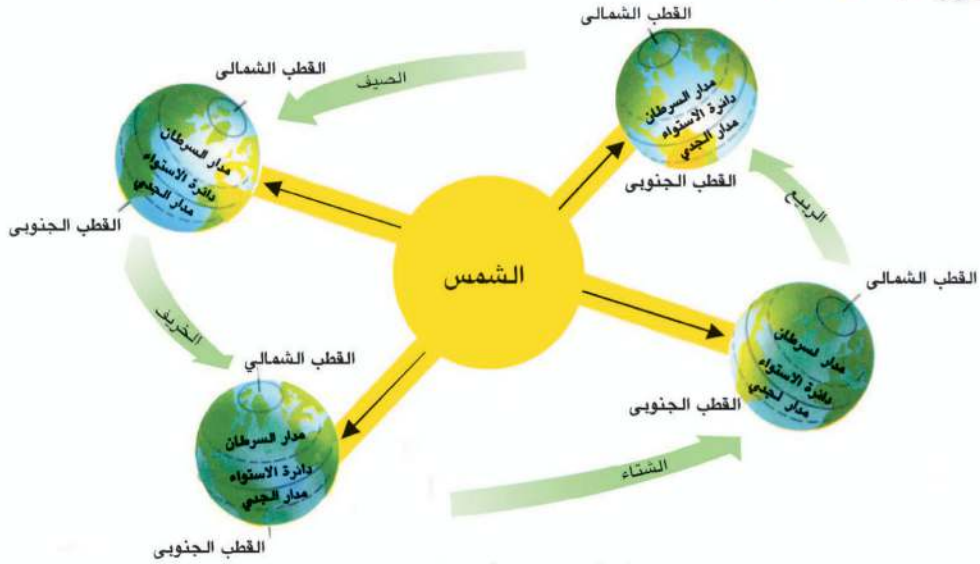 القطب الشمالى
مدار السرطان
دائرة الاستواء
مدار الجدي
القطب الجنوبى
الصيف
القطب الشمالى
مدار السرطان
دائرة الاستواء
مدار الجدي
القطب الجنوبى
الربيع
الشمس
القطب الشمالى
مدار لسرطان
دائرة الاستواء
مدار لجدي
القطب الجنوبى
الخريف
القطب الشمالي
مدار السرطان
دائرة الاستواء
مدار الجدي
القطب الجنوبى
الشتاء